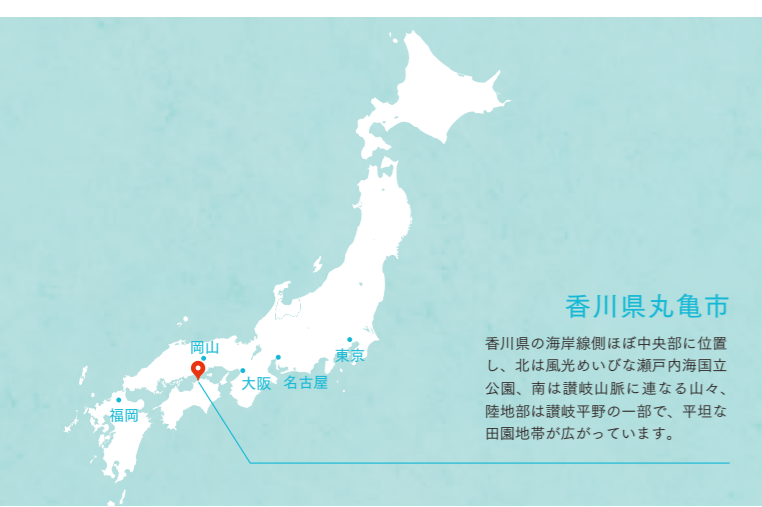 香川県丸亀市
香川県の海岸線側ほぼ中央部に位置
し、北は風光めいびな瀬戸内海国立
公園、南は讃岐山脈に連なる山々、
陸地部は讃岐平野の一部で、平坦な
田園地帯が広がっています。
岡山
東京
大阪
名古屋
福岡